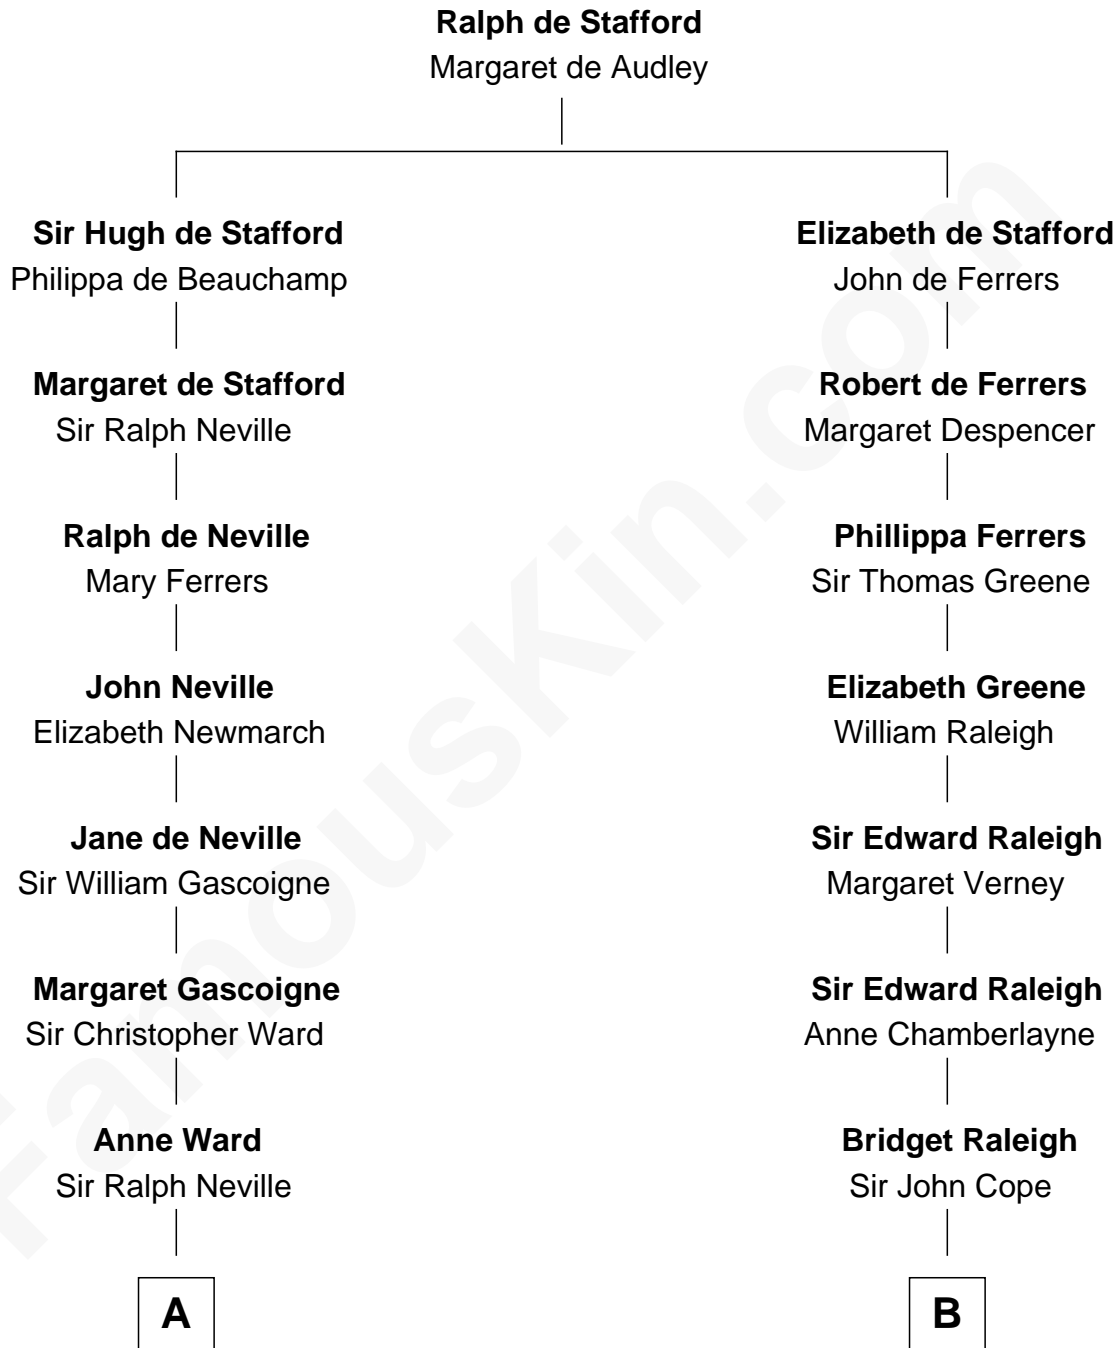 Ralph de Stafford
Margaret de Audley
Sir Hugh de Stafford
Philippa de Beauchamp
Margaret de Stafford
Sir Ralph Neville
Ralph de Neville
Mary Ferrers
John Neville
Elizabeth Newmarch
Jane de Neville
Sir William Gascoigne
Margaret Gascoigne
Sir Christopher Ward
Anne Ward
Sir Ralph Neville
A
Elizabeth de Stafford
John de Ferrers
Robert de Ferrers
Margaret Despencer
Phillippa Ferrers
Sir Thomas Greene
Elizabeth Greene
William Raleigh
Sir Edward Raleigh
Margaret Verney
Sir Edward Raleigh
Anne Chamberlayne
Bridget Raleigh
Sir John Cope
B
FamousKin.com